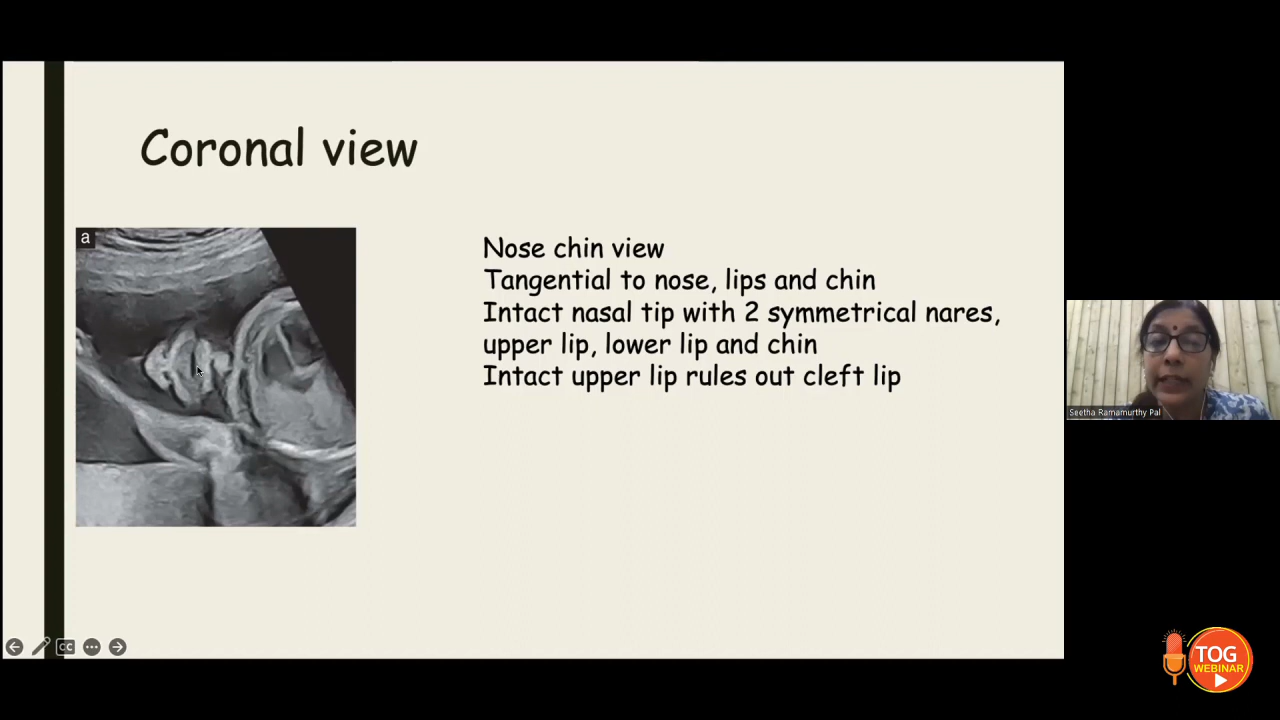 Coronal view
a
Nose chin view
Tangential to nose, lips and chin
Intact nasal tip with 2 symmetrical nares,
upper lip, lower lip and chin
Intact upper lip rules out cleft lip
Seetha Ramamurthy Pal
CC
TOG
WEBINAR